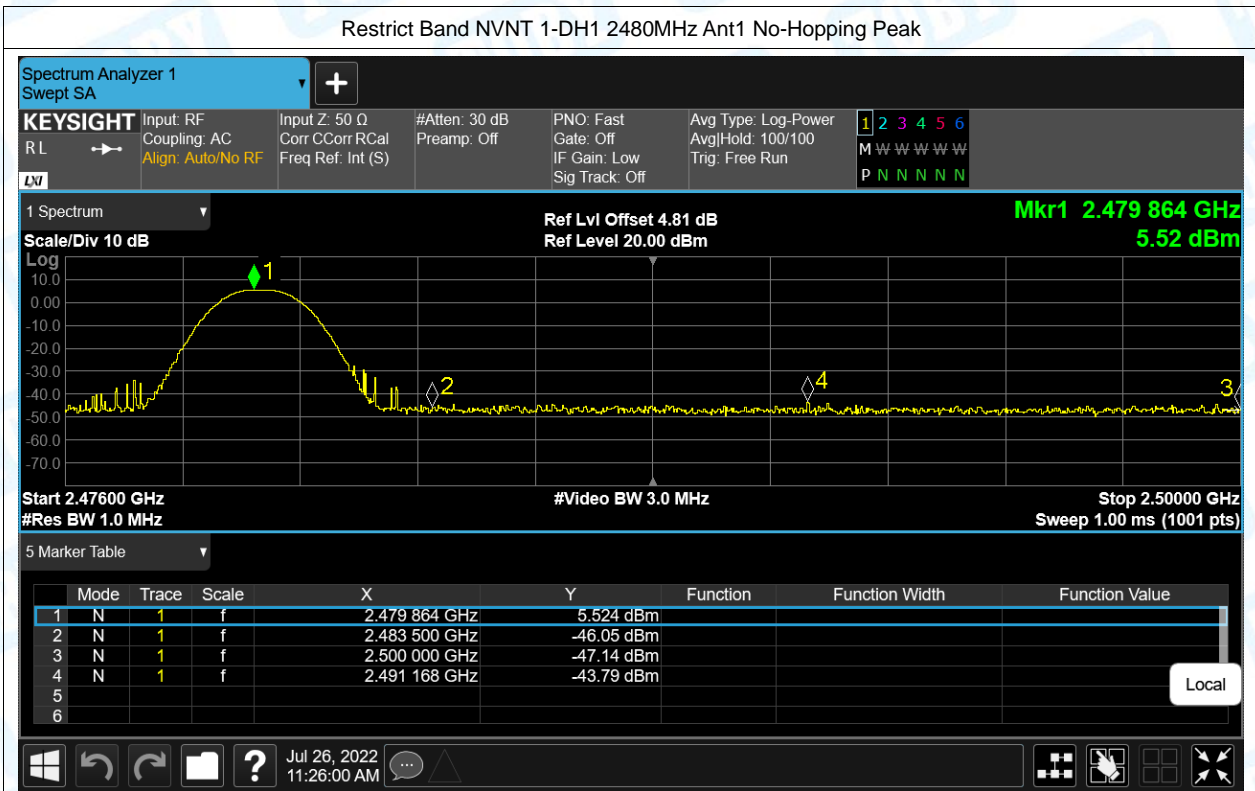 Restrict Band NVNT 1-DH1 2480MHz Ant1 No-Hopping Peak
Spectrum Analyzer 1
Swept SA
KEYSIGHT
R L
LXI
Input: RF
Coupling: AC
Align: Auto/No RF
Input Z: 50 Ω
Corr CCorr RCal
Freq Ref: Int (S)
#Atten: 30 dB
Preamp: Off
PNO: Fast
Gate: Off
IF Gain: Low
Sig Track: Off
Avg Type: Log-Power
Avg|Hold: 100/100
Trig: Free Run
1 2 3 4 5 6
M W W W W W
P N N N N N
1 Spectrum
Scale/Div 10 dB
Ref Lvl Offset 4.81 dB
Ref Level 20.00 dBm
Mkr1 2.479 864 GHz
5.52 dBm
Log
10.0
0.00
-10.0
-20.0
-30.0
-40.0
-50.0
-60.0
-70.0
1
2
4
3
Start 2.47600 GHz
#Res BW 1.0 MHz
#Video BW 3.0 MHz
Stop 2.50000 GHz
Sweep 1.00 ms (1001 pts)
5 Marker Table
Mode Trace Scale X Y Function Function Width Function Value
1 N 1 f 2.479 864 GHz 5.524 dBm
2 N 1 f 2.483 500 GHz -46.05 dBm
3 N 1 f 2.500 000 GHz -47.14 dBm
4 N 1 f 2.491 168 GHz -43.79 dBm
5
6
Local
?
Jul 26, 2022
11:26:00 AM